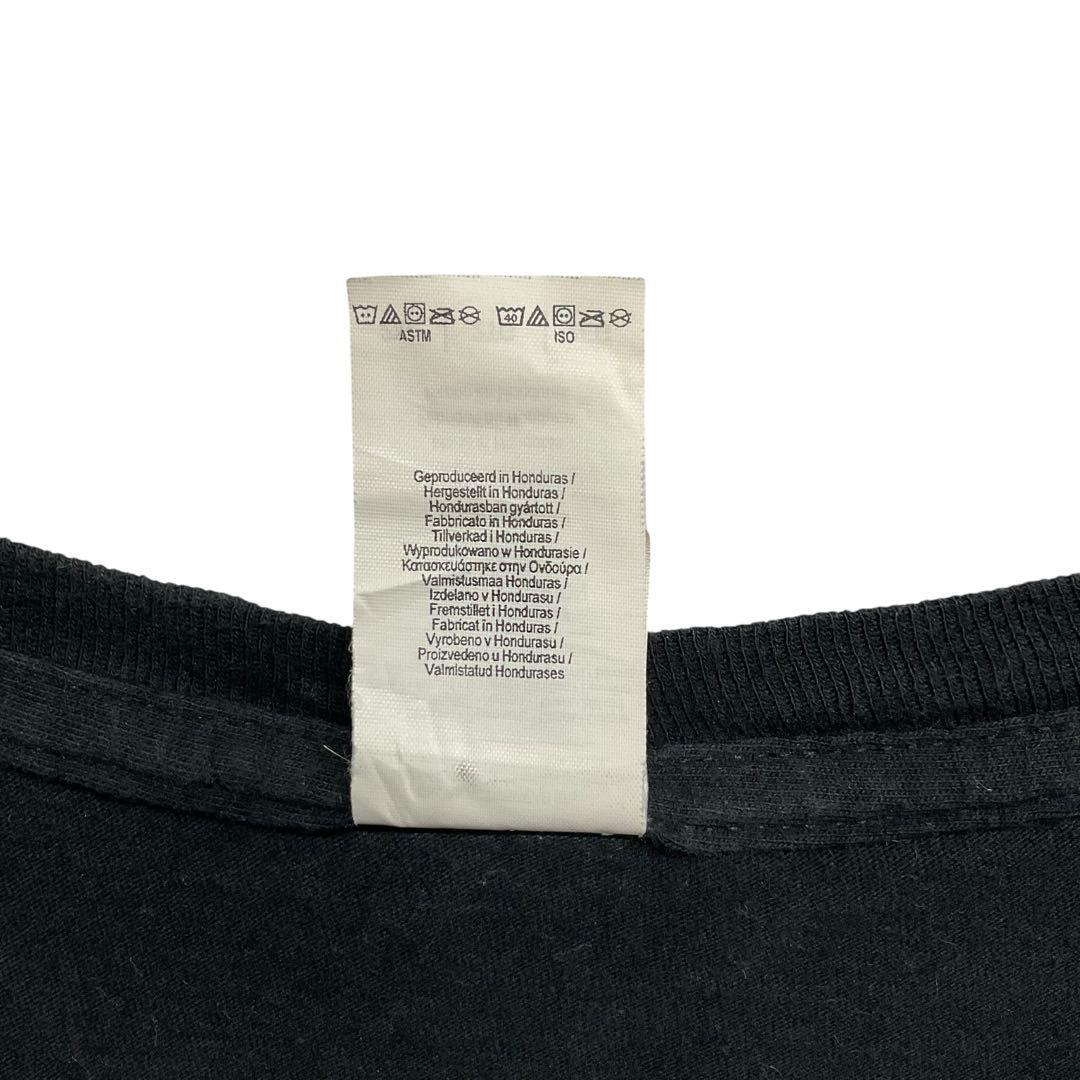 40
ASTM ISO
Geproduceerd in Honduras /
Hergestellt in Honduras /
Hondurasban gyártott /
Fabbricato in Honduras /
Tillverkad i Honduras /
Wyprodukowano w Hondurasie /
Κατασκευάστηκε στην Ονδούρα /
Valmistusmaa Honduras /
Izdelano v Hondurasu /
Fremstillet i Honduras /
Fabricat în Honduras /
Vyrobeno v Hondurasu /
Proizvedeno u Hondurasu /
Valmistatud Hondurases